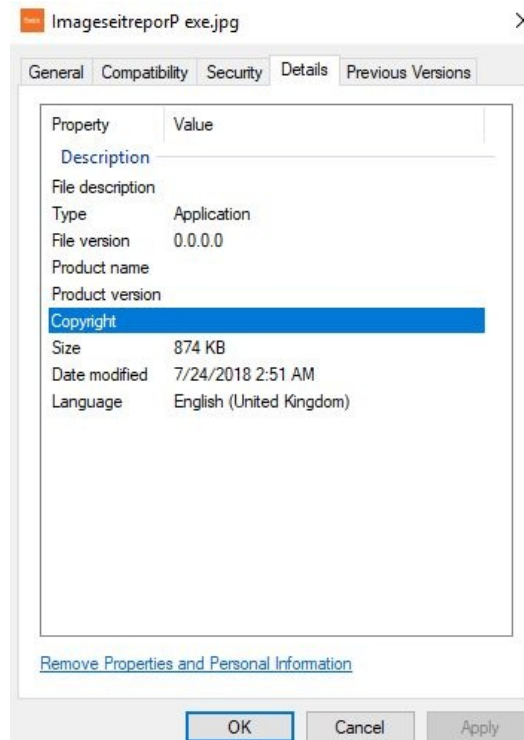 ImageseitreporP exe.jpg
General Compatibility Security Details Previous Versions
Property Value
Description
File description
Type Application
File version 0.0.0.0
Product name
Product version
Copyright
Size 874 KB
Date modified 7/24/2018 2:51 AM
Language English (United Kingdom)
Remove Properties and Personal Information
OK Cancel Apply